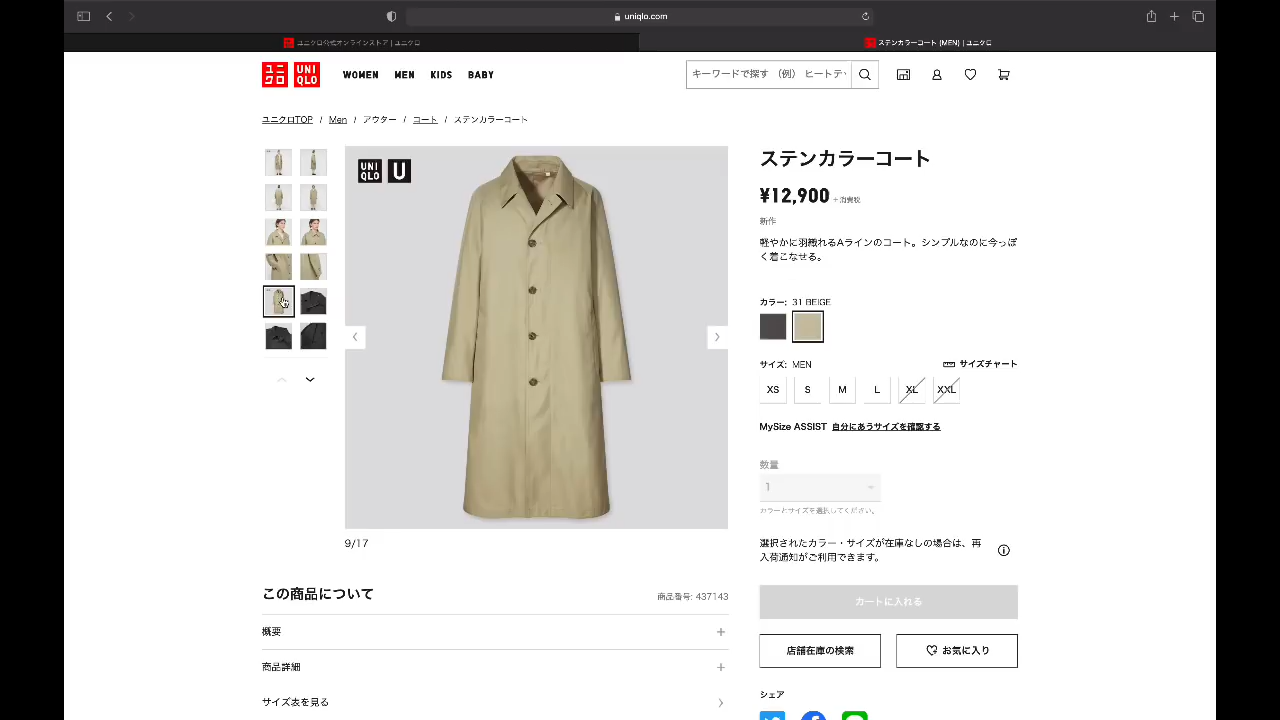 uniqlo.com
ユニクロ公式オンラインストア | ユニクロ
ステンカラーコート (MEN) | ユニクロ
ユニ
クロ
UNI
QLO
WOMEN MEN KIDS BABY
キーワードで探す （例） ヒートテ
ユニクロTOP / Men / アウター / コート / ステンカラーコート
UNI
QLO
U
9/17
ステンカラーコート
¥12,900 + 消費税
新作
軽やかに羽織れるAラインのコート。シンプルなのに今っぽ
く着こなせる。
カラー: 31 BEIGE
サイズ: MEN
サイズチャート
XS S M L XL XXL
MySize ASSIST 自分にあうサイズを確認する
数量
1
カラーとサイズを選択してください。
選択されたカラー・サイズが在庫なしの場合は、再
入荷通知がご利用できます。
カートに入れる
店舗在庫の検索
お気に入り
シェア
この商品について
商品番号: 437143
概要
商品詳細
サイズ表を見る